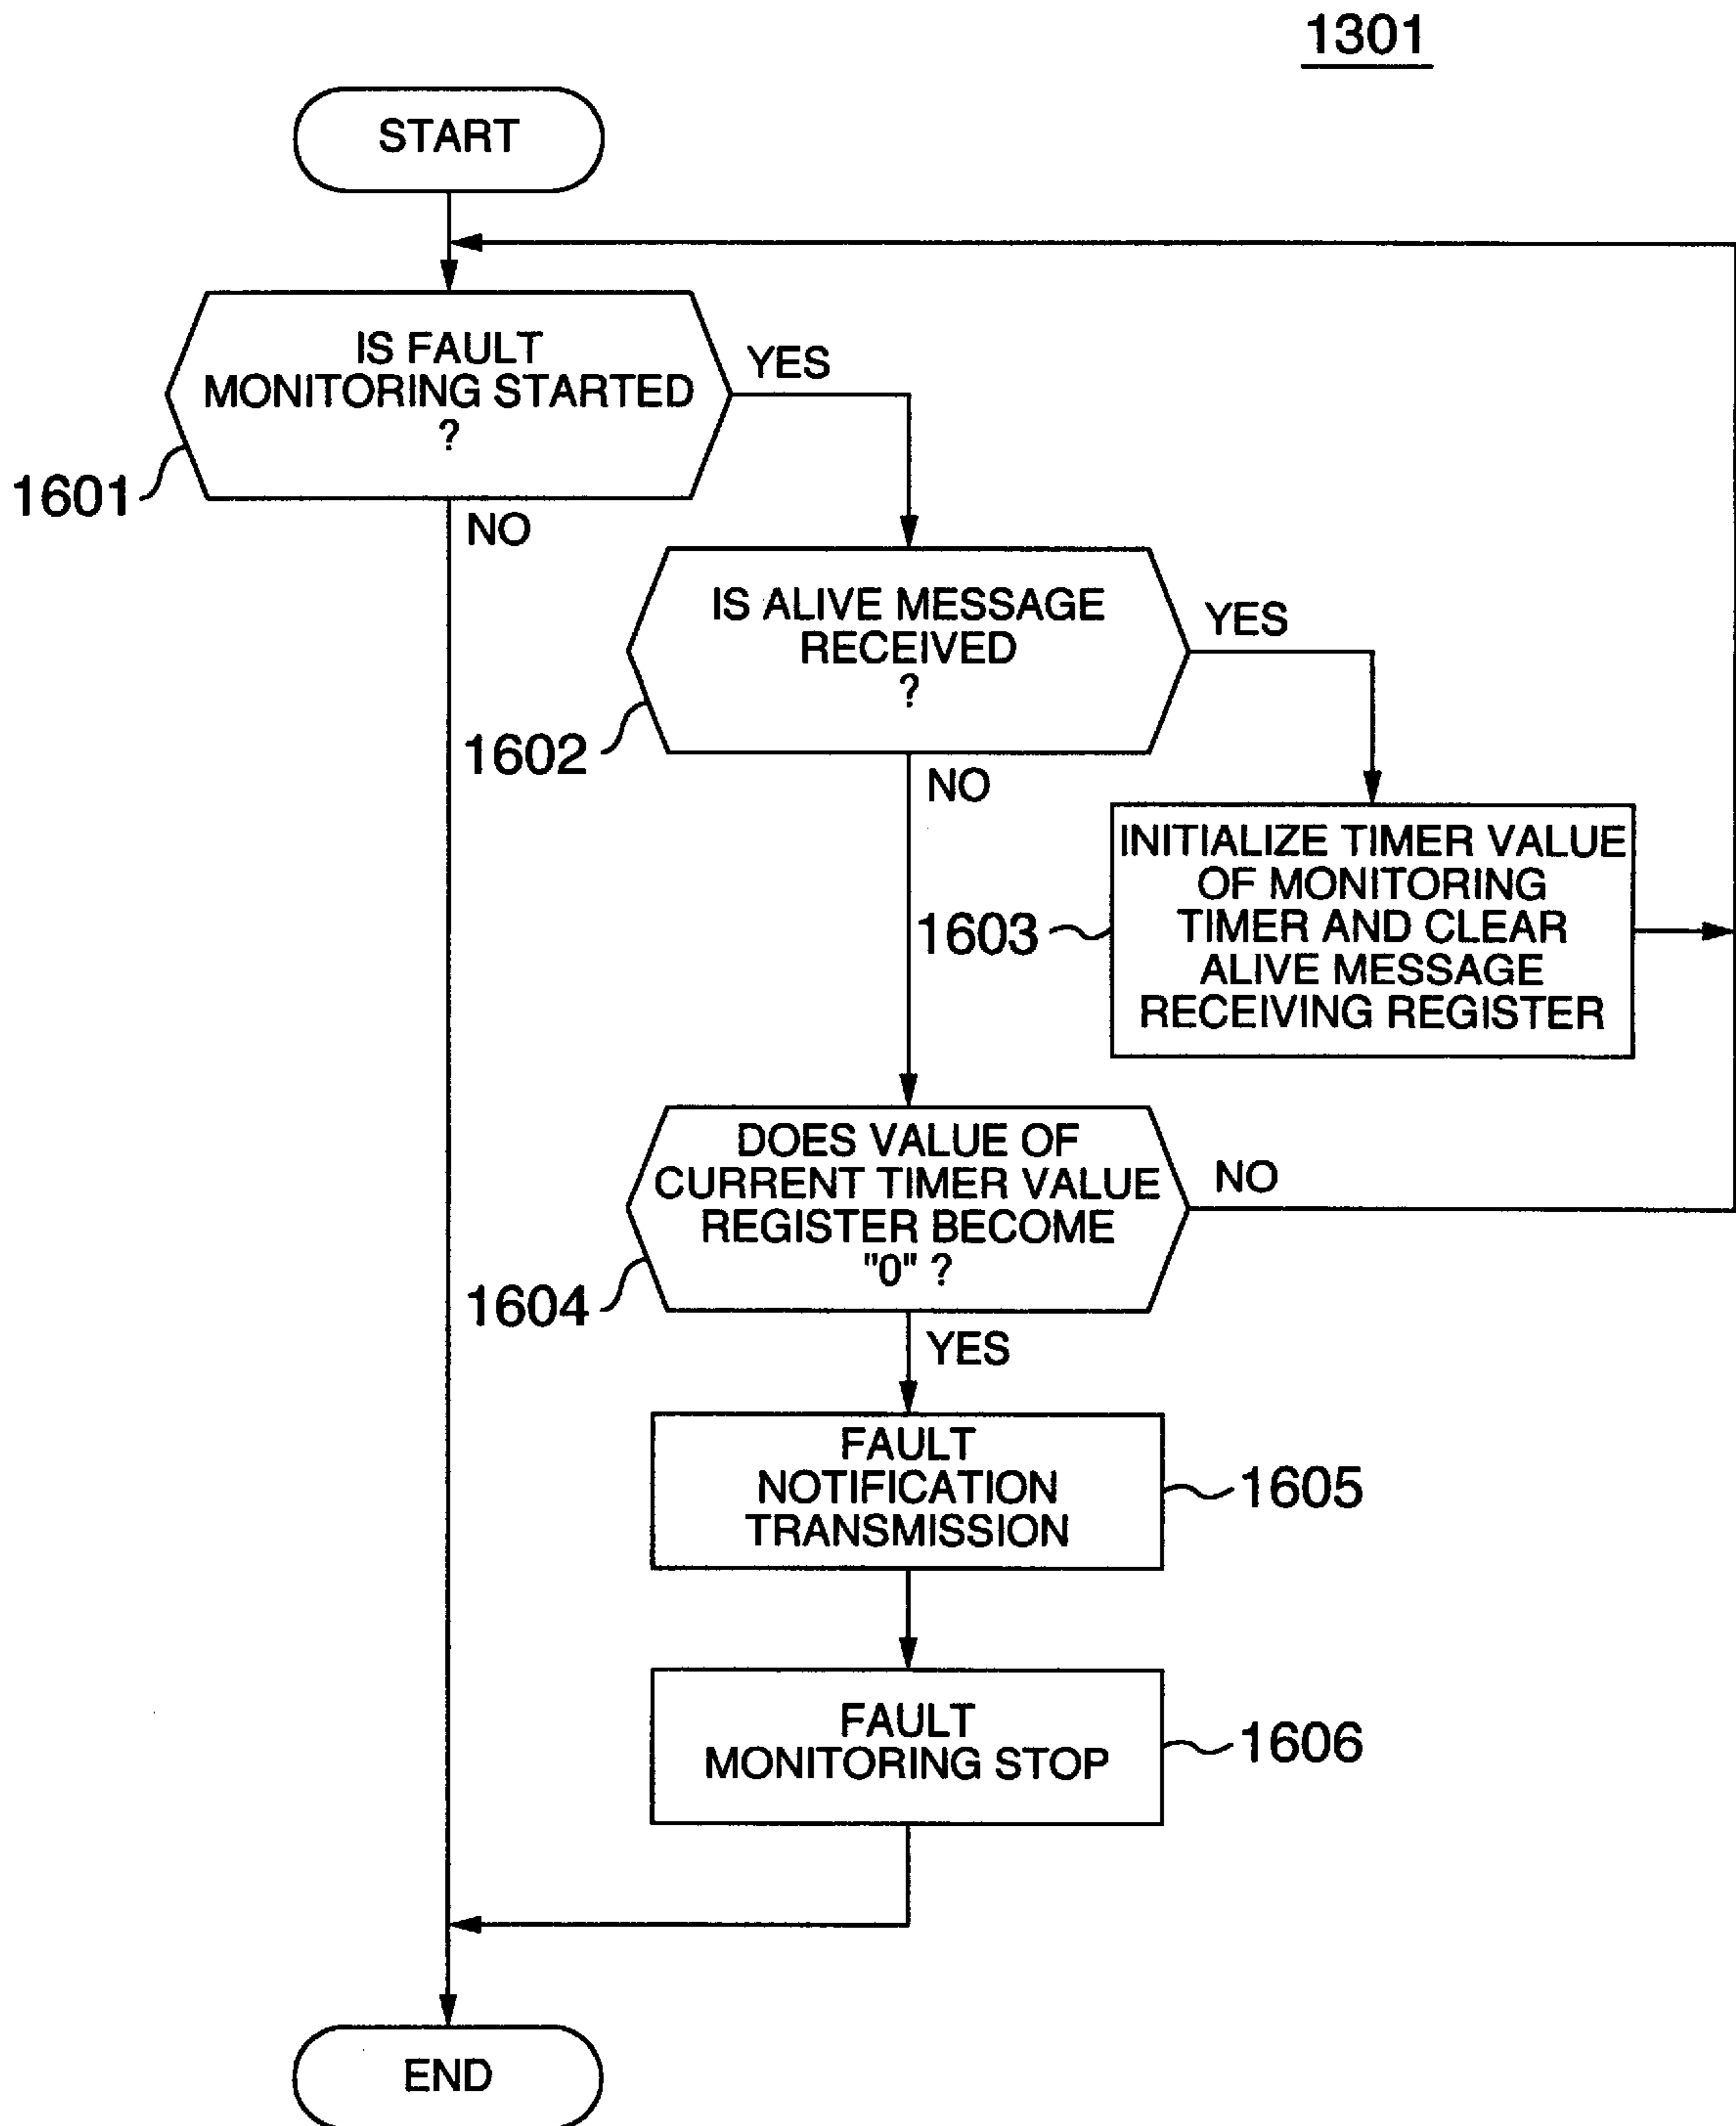 1301
START
IS FAULT
MONITORING STARTED
?
YES
1601
NO
IS ALIVE MESSAGE
RECEIVED
?
YES
1602
NO
INITIALIZE TIMER VALUE
OF MONITORING
TIMER AND CLEAR
ALIVE MESSAGE
RECEIVING REGISTER
1603
DOES VALUE OF
CURRENT TIMER VALUE
REGISTER BECOME
"0" ?
NO
1604
YES
FAULT
NOTIFICATION
TRANSMISSION
1605
FAULT
MONITORING STOP
1606
END